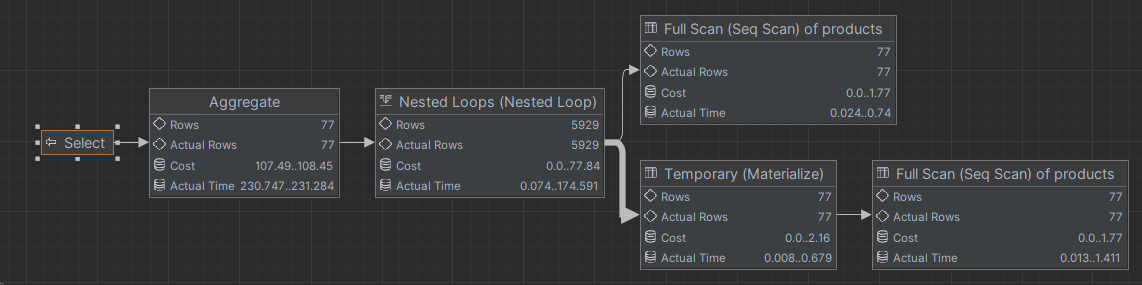 Select
Aggregate
Rows 77
Actual Rows 77
Cost 107.49..108.45
Actual Time 230.747..231.284
Nested Loops (Nested Loop)
Rows 5929
Actual Rows 5929
Cost 0.0..77.84
Actual Time 0.074..174.591
Full Scan (Seq Scan) of products
Rows 77
Actual Rows 77
Cost 0.0..1.77
Actual Time 0.024..0.74
Temporary (Materialize)
Rows 77
Actual Rows 77
Cost 0.0..2.16
Actual Time 0.008..0.679
Full Scan (Seq Scan) of products
Rows 77
Actual Rows 77
Cost 0.0..1.77
Actual Time 0.013..1.411